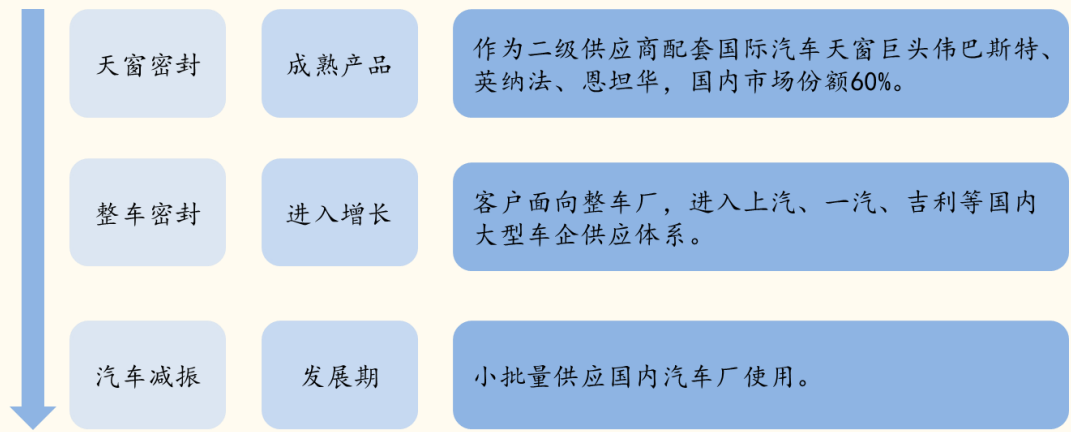 天窗密封
成熟产品
作为二级供应商配套国际汽车天窗巨头伟巴斯特、
英纳法、恩坦华，国内市场份额60%。
整车密封
进入增长
客户面向整车厂，进入上汽、一汽、吉利等国内
大型车企供应体系。
汽车减振
发展期
小批量供应国内汽车厂使用。